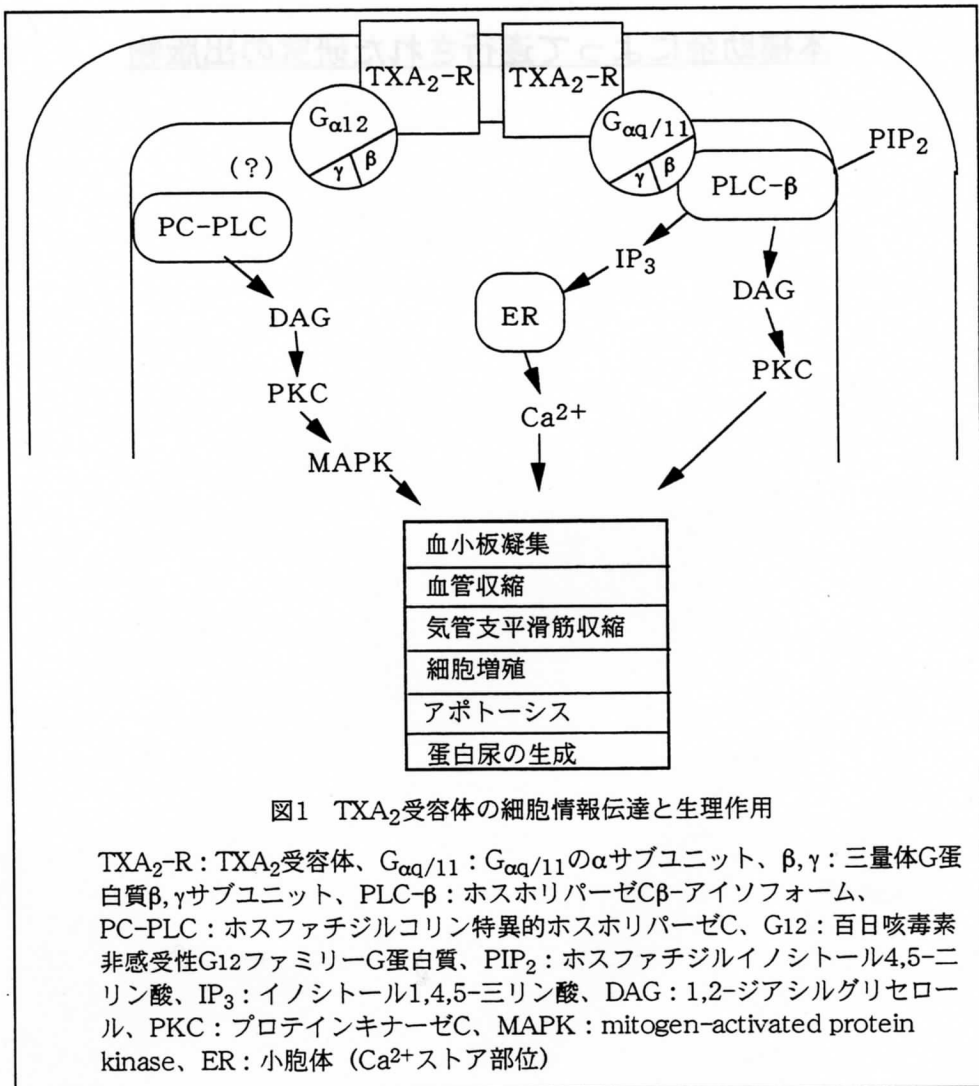 TXA2-R TXA2-R
Gα12
γ β
Gαq/11
γ β
PIP2
(?)
PC-PLC
PLC-β
DAG
PKC
MAPK
IP3
ER
Ca2+
DAG
PKC
血小板凝集
血管収縮
気管支平滑筋収縮
細胞増殖
アポトーシス
蛋白尿の生成
図1 TXA2受容体の細胞情報伝達と生理作用
TXA2-R：TXA2受容体、Gαq/11：Gαq/11のαサブユニット、β,γ：三量体G蛋
白質β,γサブユニット、PLC-β：ホスホリパーゼCβ-アイソフォーム、
PC-PLC：ホスファチジルコリン特異的ホスホリパーゼC、G12：百日咳毒素
非感受性G12ファミリーG蛋白質、PIP2：ホスファチジルイノシトール4,5-二
リン酸、IP3：イノシトール1,4,5-三リン酸、DAG：1,2-ジアシルグリセロー
ル、PKC：プロテインキナーゼC、MAPK：mitogen-activated protein
kinase、ER：小胞体（Ca2+ストア部位）